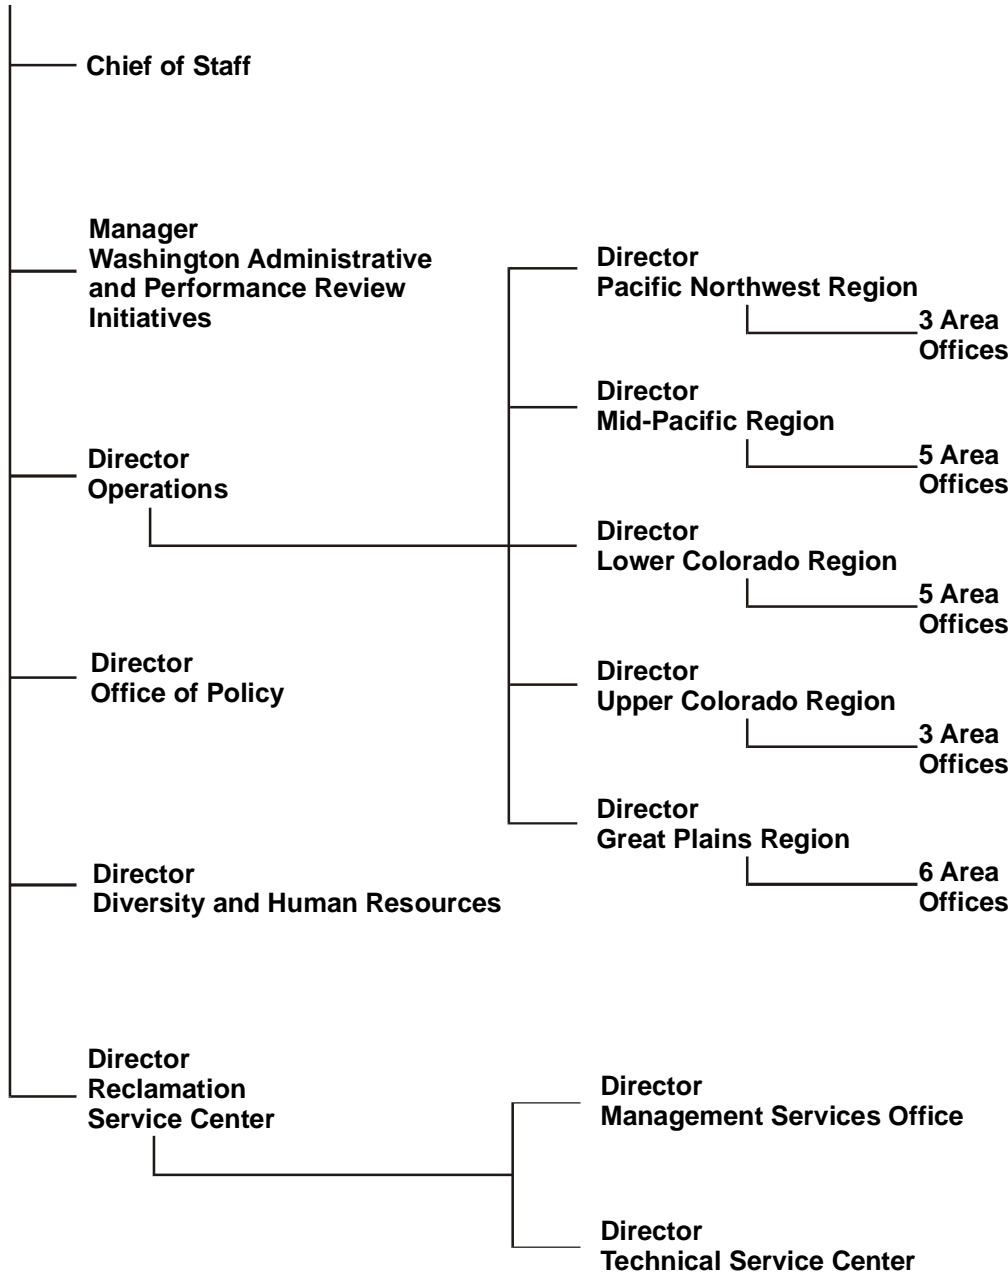 Chief of Staff
Manager
Washington Administrative
and Performance Review
Initiatives
Director
Operations
Director
Pacific Northwest Region
3 Area
Offices
Director
Mid-Pacific Region
5 Area
Offices
Director
Lower Colorado Region
5 Area
Offices
Director
Upper Colorado Region
3 Area
Offices
Director
Great Plains Region
6 Area
Offices
Director
Office of Policy
Director
Diversity and Human Resources
Director
Reclamation
Service Center
Director
Management Services Office
Director
Technical Service Center